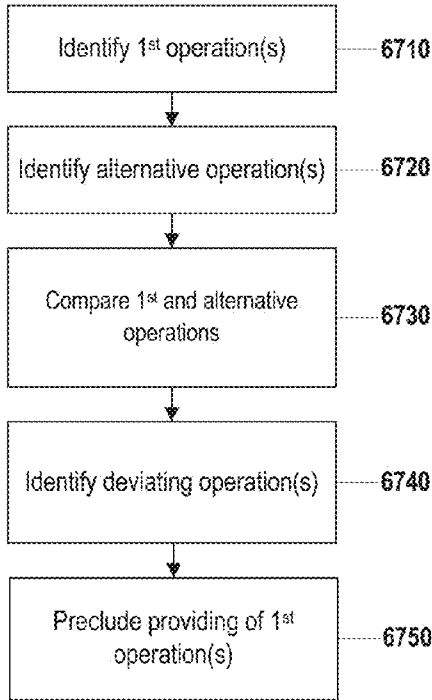 Identify 1st operation(s)
6710
Identify alternative operation(s)
6720
Compare 1st and alternative
operations
6730
Identify deviating operation(s)
6740
Preclude providing of 1st
operation(s)
6750